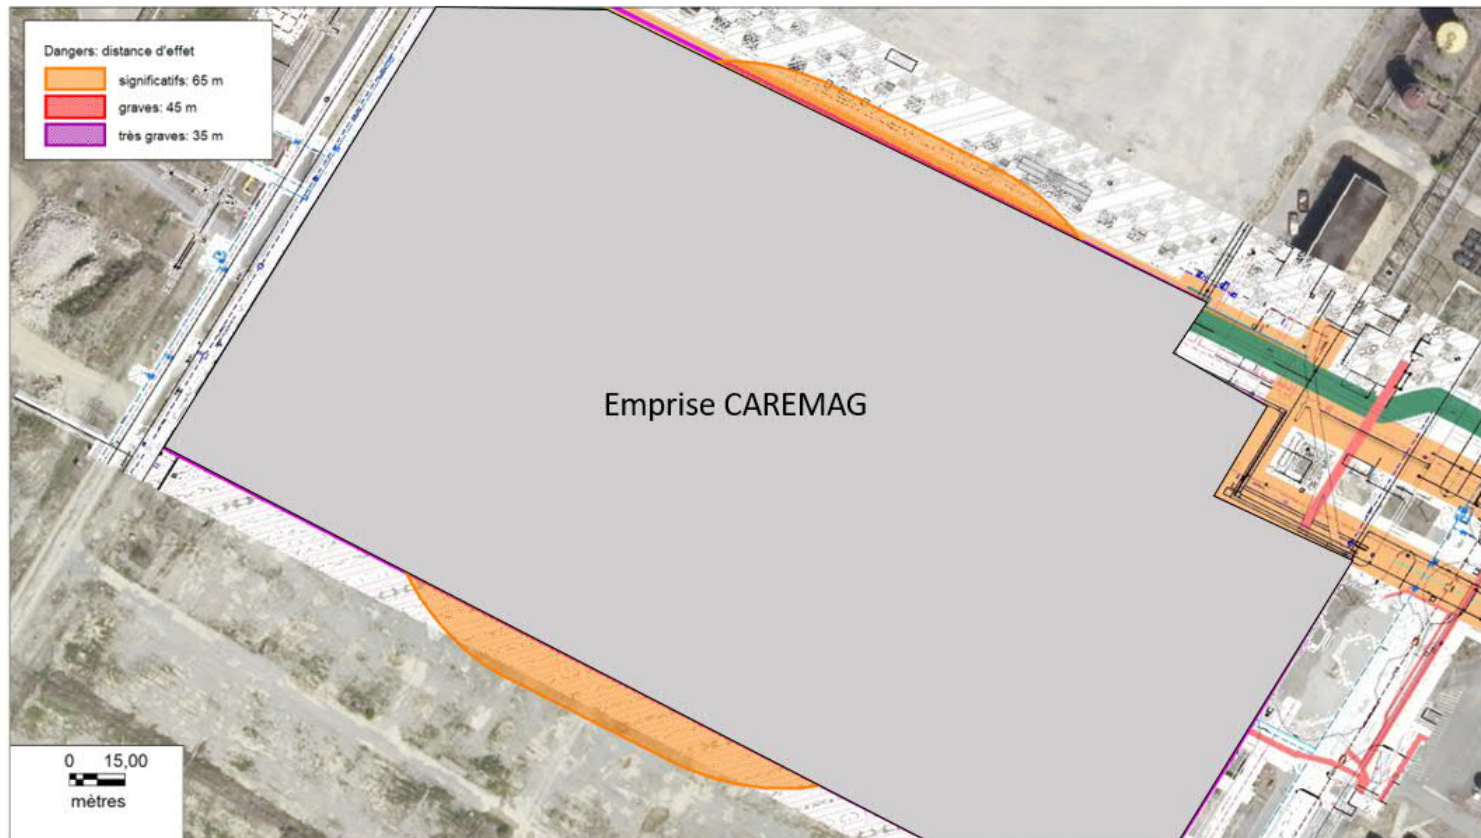 Dangers: distance d'effet
significatifs: 65 m
graves: 45 m
très graves: 35 m
Emprise CAREMAG
0 15,00
mètres